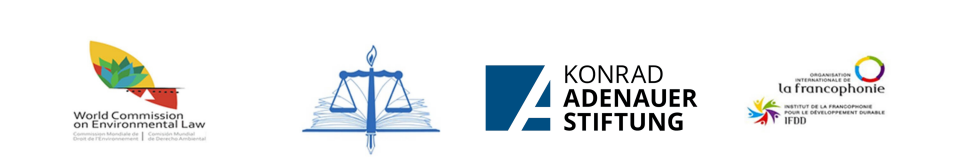 World Commission
on Environmental Law
Commission Mondiale de
Droit de l'Environnement
Comisión Mundial
de Derecho Ambiental
KONRAD
ADENAUER
STIFTUNG
ORGANISATION
INTERNATIONALE DE
la francophonie
INSTITUT DE LA FRANCOPHONIE
POUR LE DÉVELOPPEMENT DURABLE
IFDD